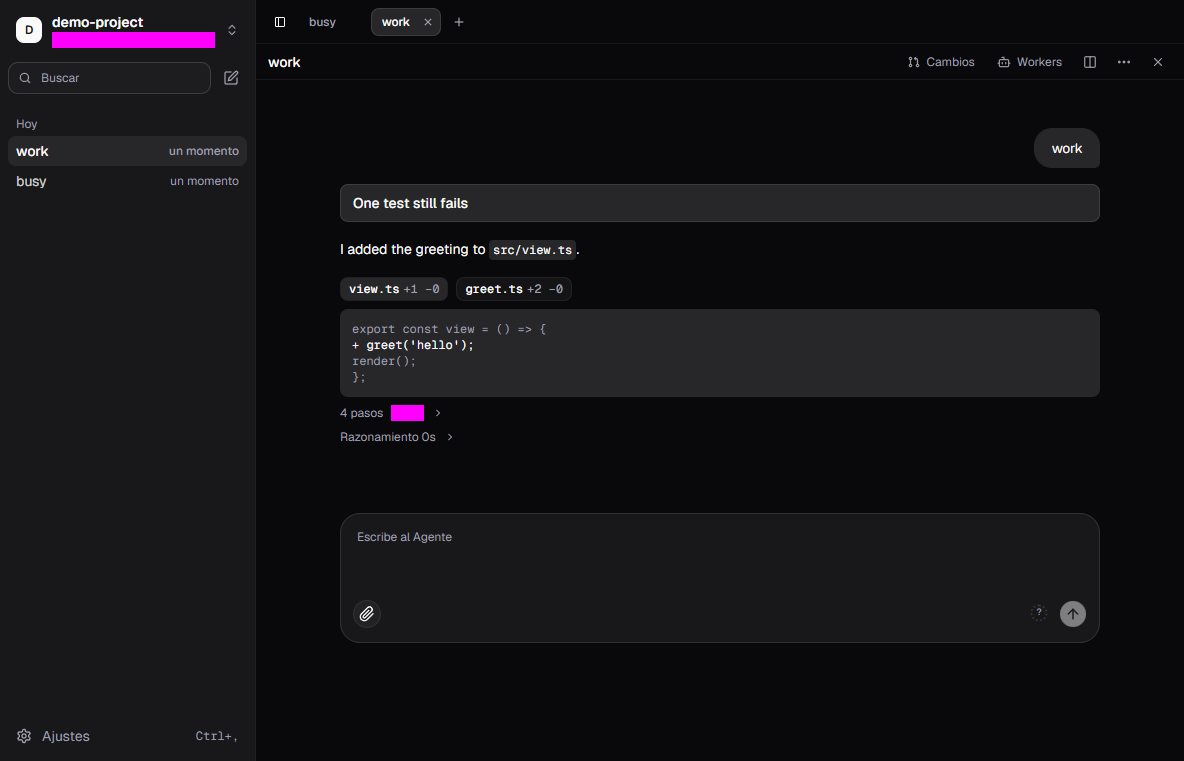 D
demo-project
Buscar
Hoy
work un momento
busy un momento
Ajustes Ctrl+,
busy
work
work
Cambios
Workers
work
One test still fails
I added the greeting to src/view.ts.
view.ts +1 −0
greet.ts +2 −0
export const view = () => {
+ greet('hello');
render();
};
4 pasos
Razonamiento 0s
Escribe al Agente
?